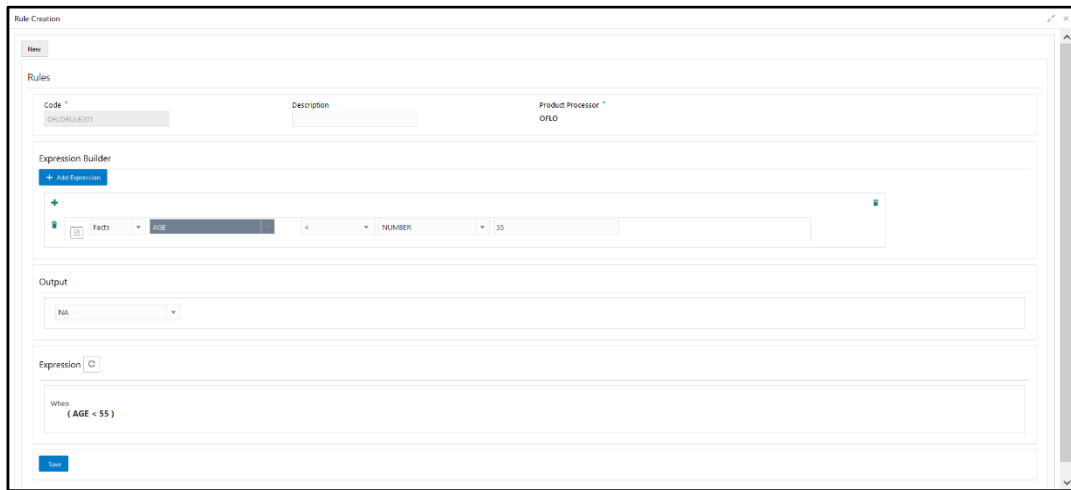 Rule Creation
New
Rules
Code * Description Product Processor *
OFLORULE201 OFLO
Expression Builder
+ Add Expression
Facts AGE < NUMBER 55
Output
NA
Expression
When
( AGE < 55 )
Save